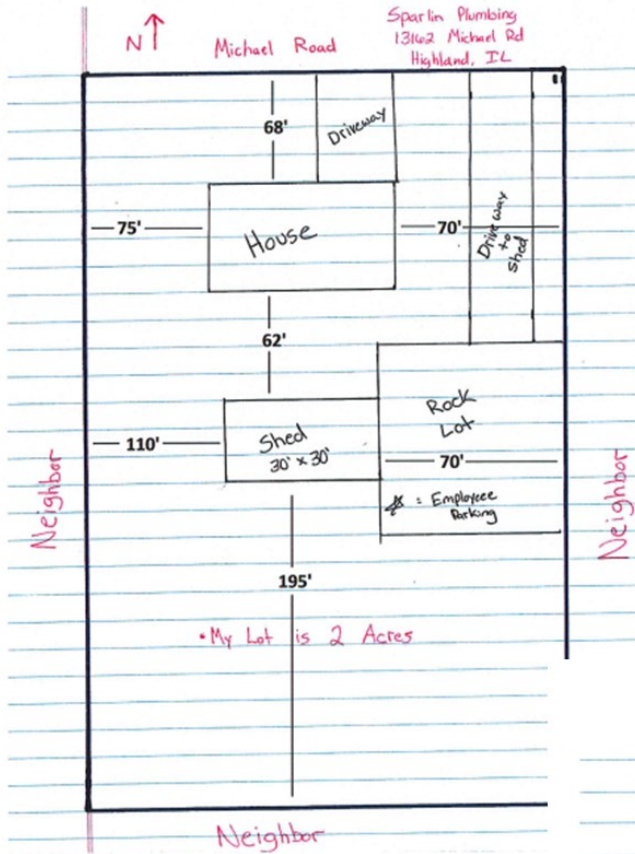 Sparlin Plumbing
N Michael Road 13162 Michael Rd
Highland, IL
68' Driveway
75' House 70' Driveway to Shed
62'
Rock
Lot
110' Shed
30' x 30'
70'
= Employeee
Parking
Neighbor
Neighbor
195'
• My Lot is 2 Acres
Neighbor